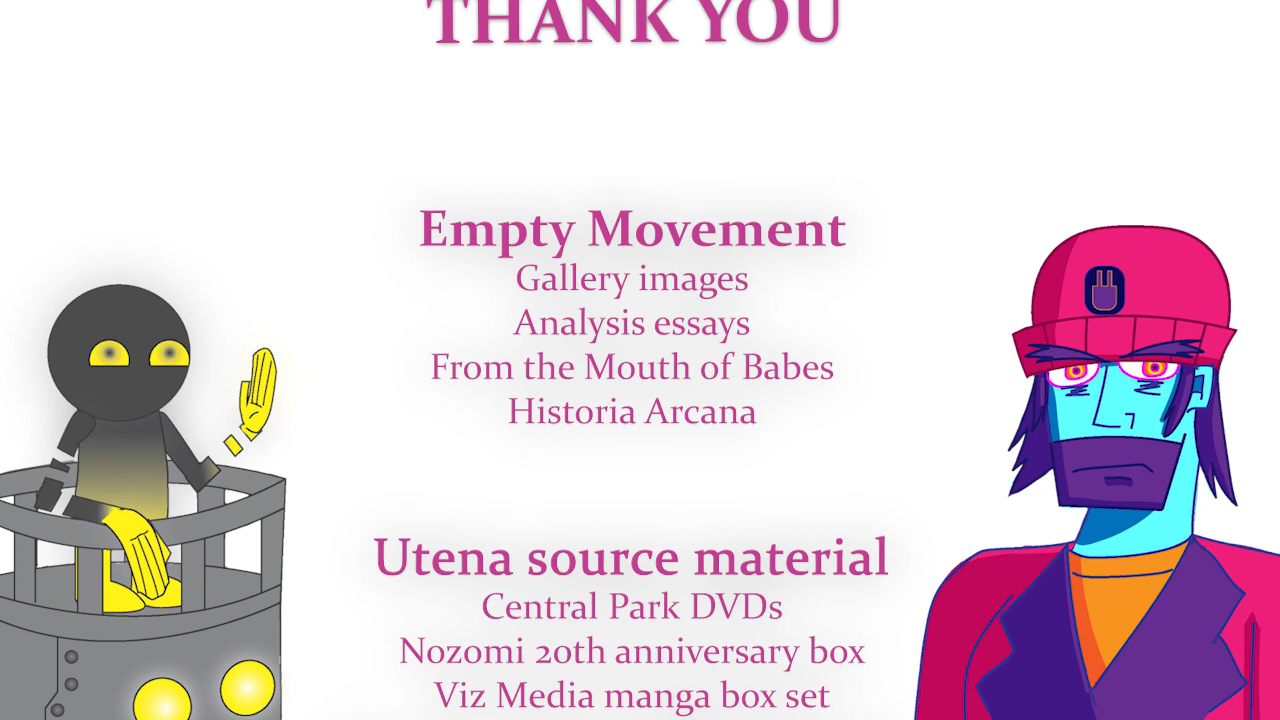 THANK YOU
Empty Movement
Gallery images
Analysis essays
From the Mouth of Babes
Historia Arcana
Utena source material
Central Park DVDs
Nozomi 20th anniversary box
Viz Media manga box set